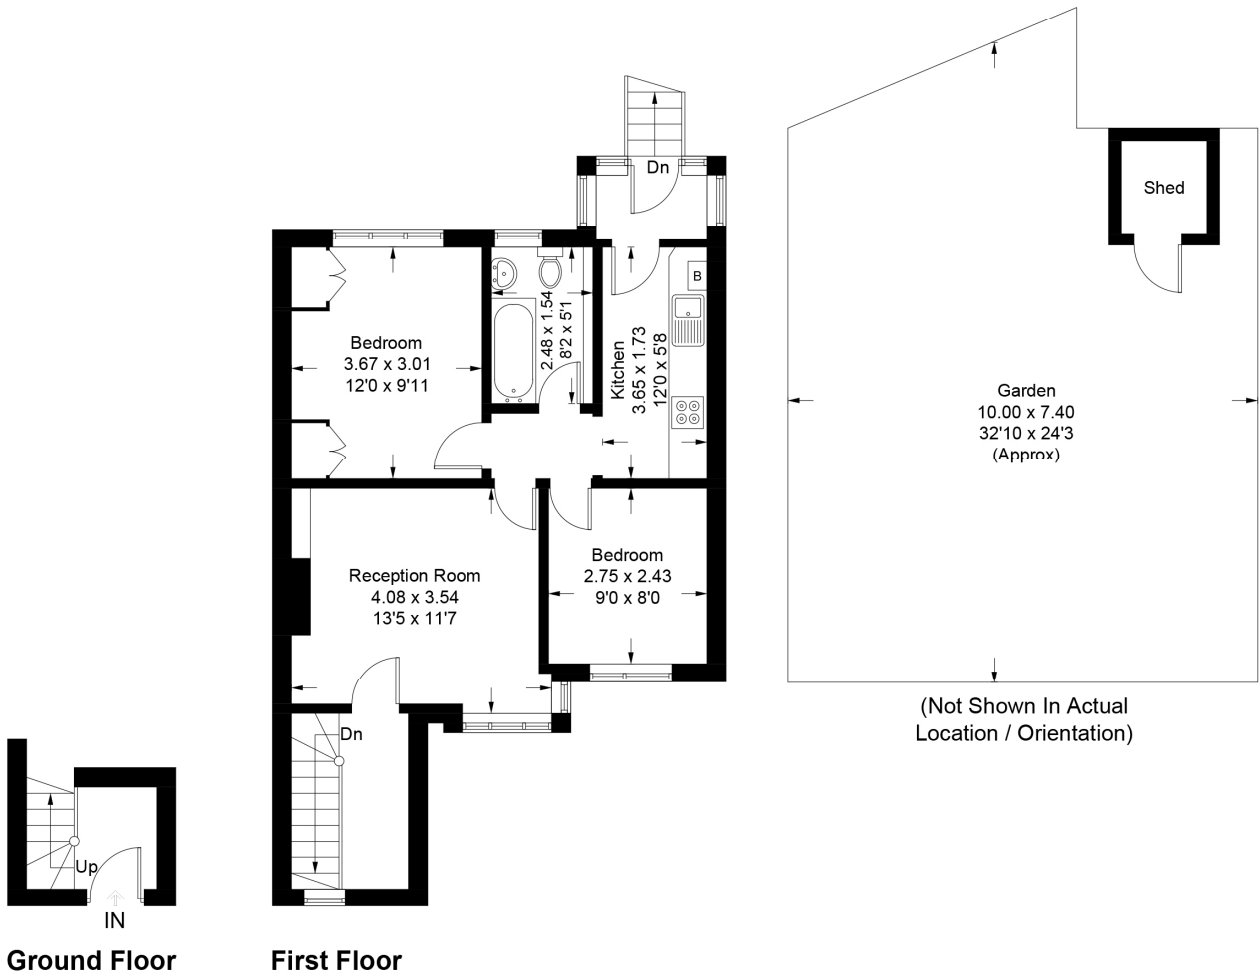 Dn
Shed
B
Bedroom
3.67 x 3.01
12'0 x 9'11
2.48 x 1.54
8'2 x 5'1
Kitchen
3.65 x 1.73
12'0 x 5'8
Garden
10.00 x 7.40
32'10 x 24'3
(Approx)
Reception Room
4.08 x 3.54
13'5 x 11'7
Bedroom
2.75 x 2.43
9'0 x 8'0
(Not Shown In Actual
Location / Orientation)
Dn
Up
IN
Ground Floor
First Floor